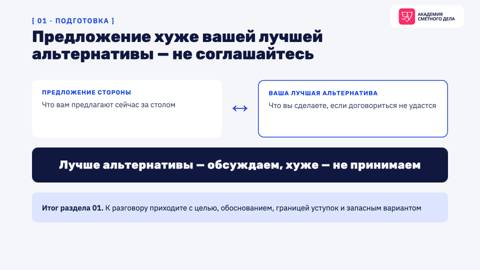 [ 01 · ПОДГОТОВКА ]
АКАДЕМИЯ
СМЕТНОГО ДЕЛА
Предложение хуже вашей лучшей
альтернативы — не соглашайтесь
ПРЕДЛОЖЕНИЕ СТОРОНЫ
Что вам предлагают сейчас за столом
↔
ВАША ЛУЧШАЯ АЛЬТЕРНАТИВА
Что вы сделаете, если договориться не удастся
Лучше альтернативы — обсуждаем, хуже — не принимаем
Итог раздела 01. К разговору приходите с целью, обоснованием, границей уступок и запасным вариантом